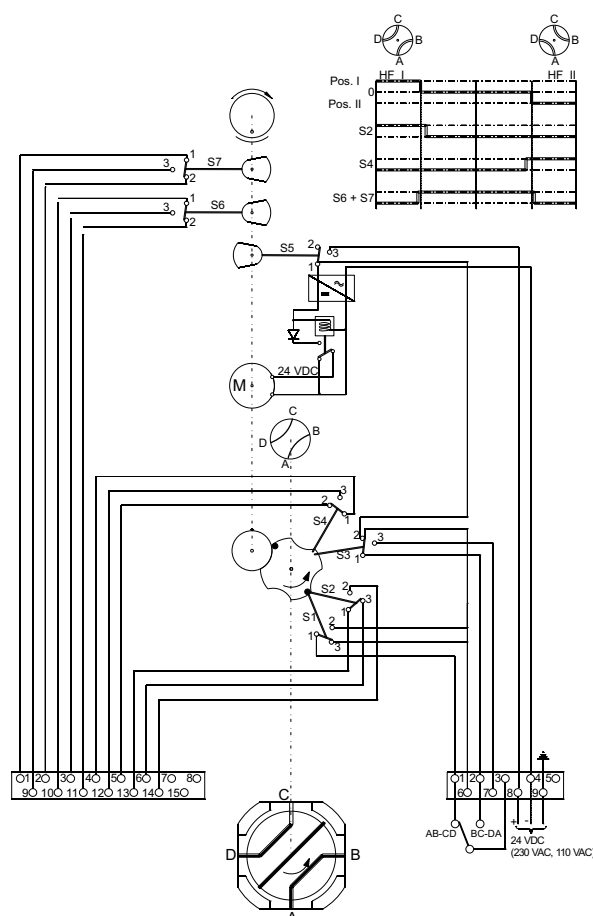 C
D B
A
C
D B
A
HF I HF II
Pos. I
0
Pos. II
S2
S4
S6 + S7
1
3 S7
2
1
3 S6
2
S5 2 3
1
~
M 24 VDC
C
D B
A
3
2
S4 1
2
S3 3
1
S2 2
3
S1 1
2
1 3
1 2 3 4 5 6 7 8
9 10 11 12 13 14 15
1 2 3 4 5
6 7 8 9
AB-CD BC-DA
+ -
24 VDC
(230 VAC, 110 VAC)
C
D B
A